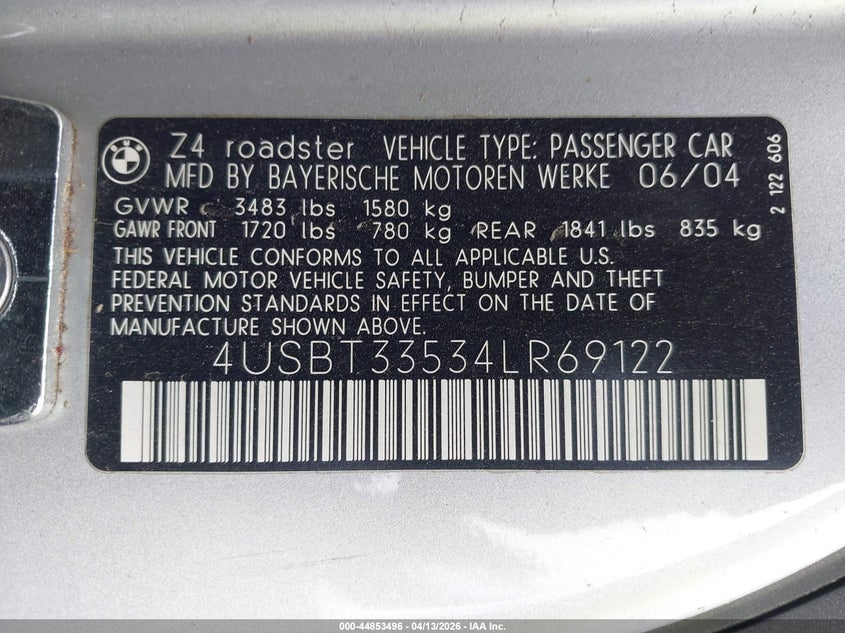 BMW
Z4 roadster VEHICLE TYPE: PASSENGER CAR
MFD BY BAYERISCHE MOTOREN WERKE 06/04
GVWR 3483 lbs 1580 kg
GAWR FRONT 1720 lbs 780 kg REAR 1841 lbs 835 kg
THIS VEHICLE CONFORMS TO ALL APPLICABLE U.S.
FEDERAL MOTOR VEHICLE SAFETY, BUMPER AND THEFT
PREVENTION STANDARDS IN EFFECT ON THE DATE OF
MANUFACTURE SHOWN ABOVE.
4USBT33534LR69122
2 122 606
000-44853496 - 04/13/2026 - IAA Inc.